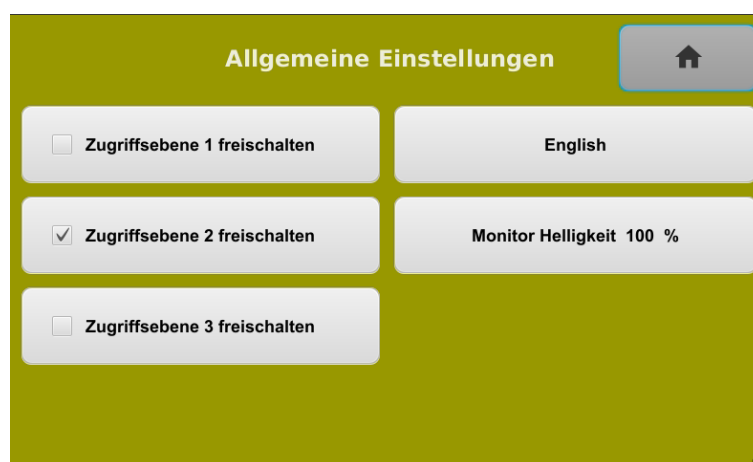 Allgemeine Einstellungen
Zugriffsebene 1 freischalten
English
Zugriffsebene 2 freischalten
Monitor Helligkeit 100 %
Zugriffsebene 3 freischalten